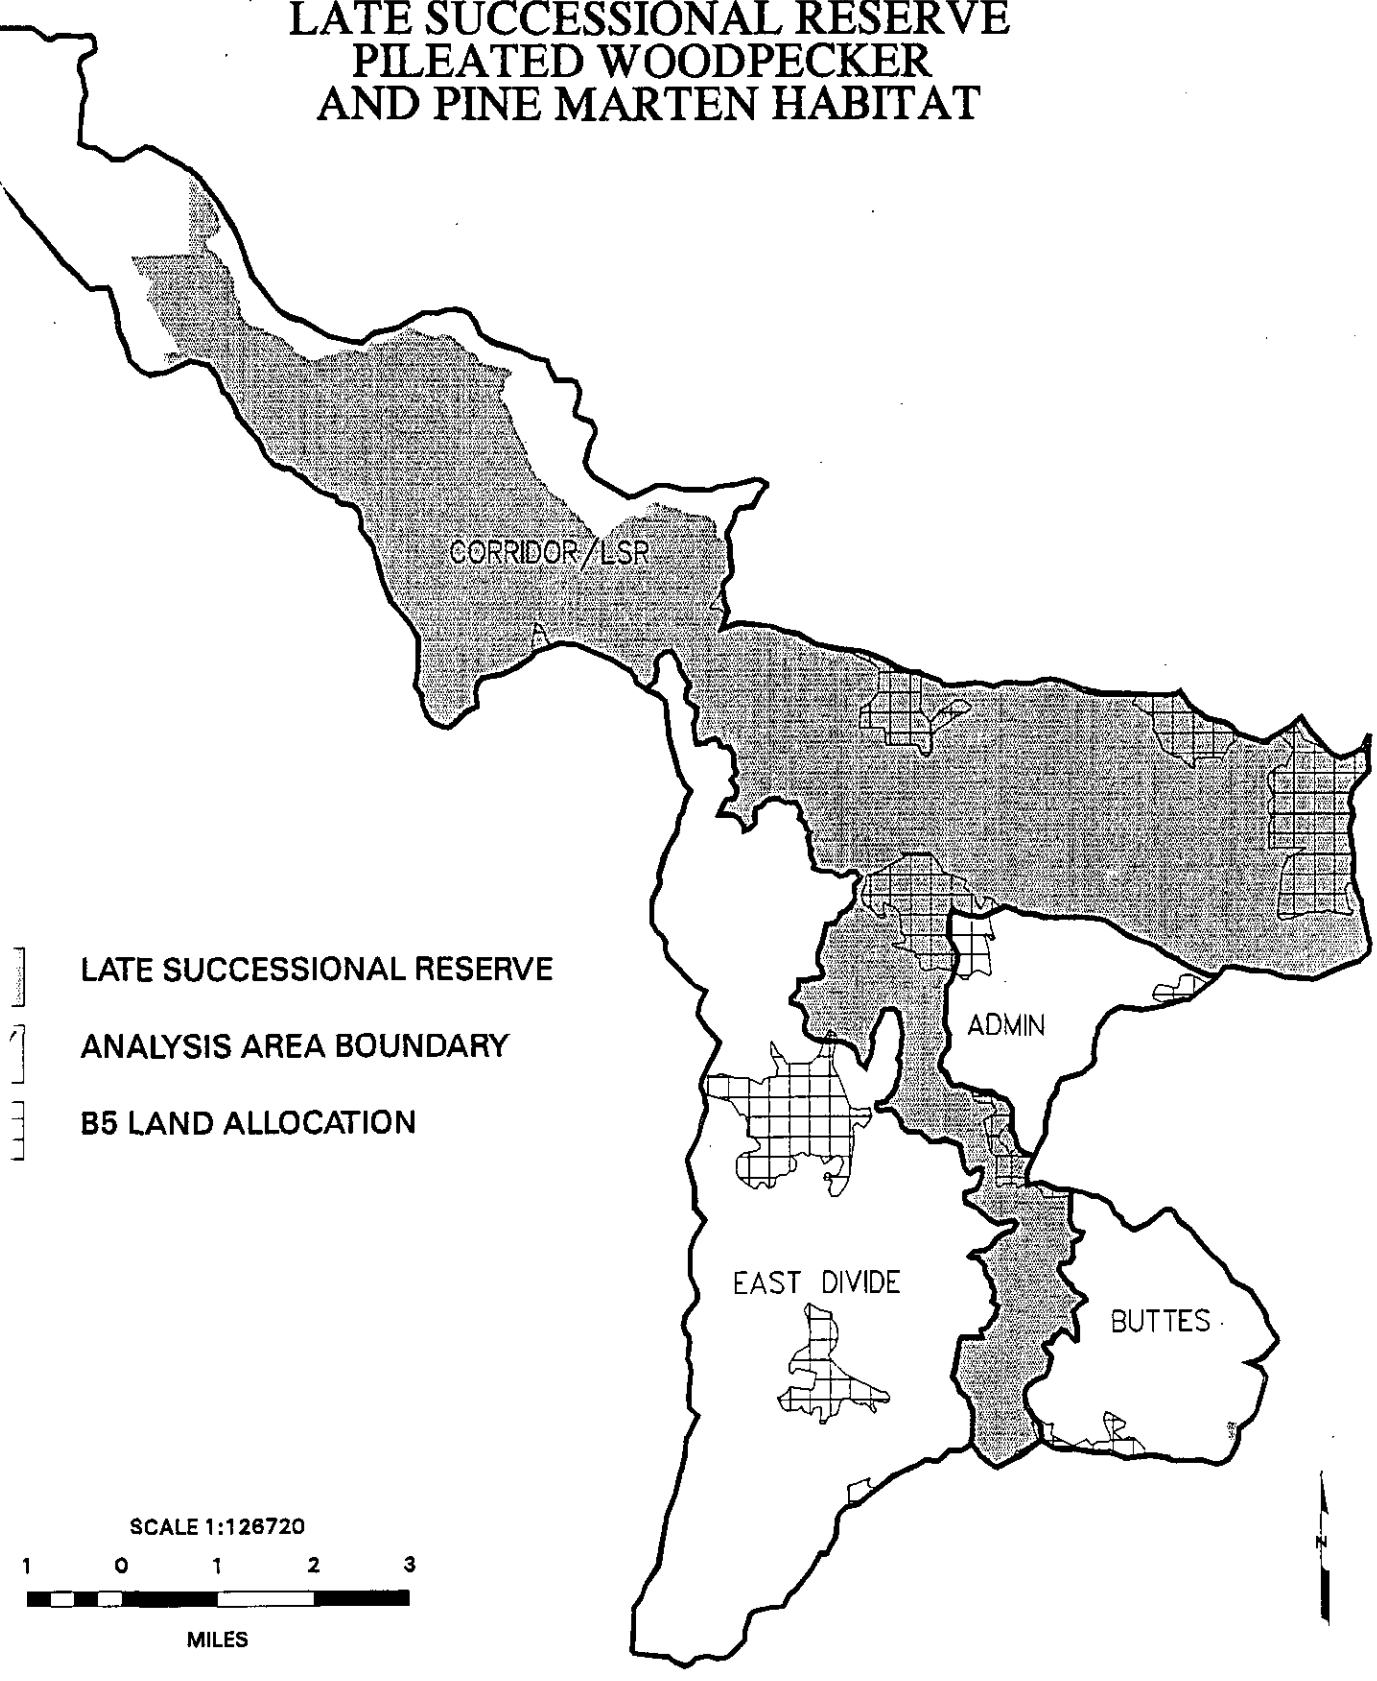 LATE SUCCESSIONAL RESERVE
PILEATED WOODPECKER
AND PINE MARTEN HABITAT
CORRIDOR/LSR
LATE SUCCESSIONAL RESERVE
ANALYSIS AREA BOUNDARY
B5 LAND ALLOCATION
ADMIN
EAST DIVIDE
BUTTES
SCALE 1:126720
1 0 1 2 3
MILES
N